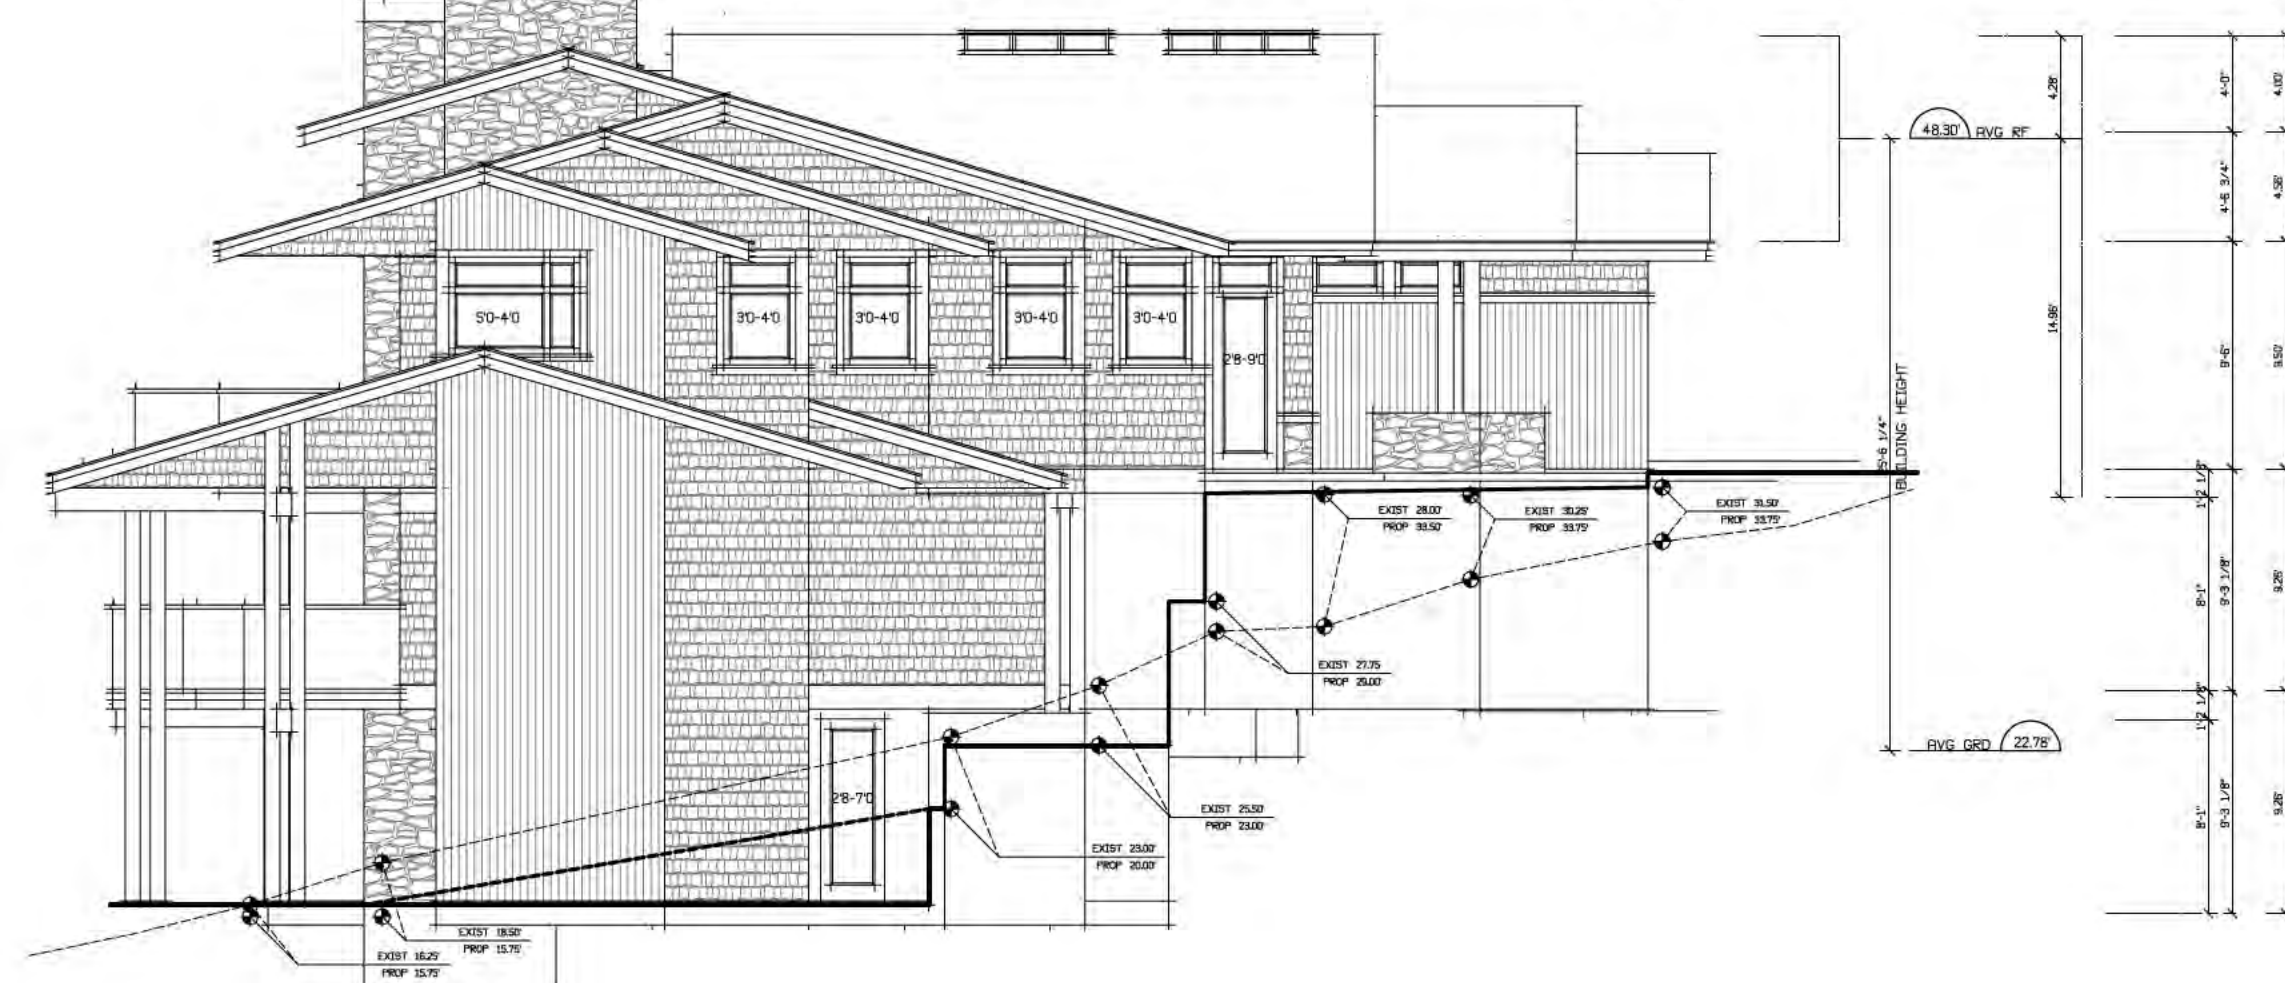 48.30' AVG RF
4.28'
4'-0"
4.00'
4'-6 3/4"
4.56'
14.96'
5'0-4'0
3'0-4'0
3'0-4'0
3'0-4'0
3'0-4'0
2'8-9'0
9'-6"
9.50'
5'-6 1/4"
BUILDING HEIGHT
EXIST 28.00'
PROP 33.50'
EXIST 30.25'
PROP 33.75'
EXIST 31.50'
PROP 33.75'
1'-2 1/8"
8'-1"
9'-3 1/8"
9.26'
EXIST 27.75
PROP 29.00'
1'-2 1/8"
AVG GRD 22.78'
2'8-7'0
EXIST 25.50'
PROP 23.00'
8'-1"
9'-3 1/8"
9.26'
EXIST 23.00'
PROP 20.00'
EXIST 18.50'
PROP 15.75'
EXIST 16.25'
PROP 15.75'